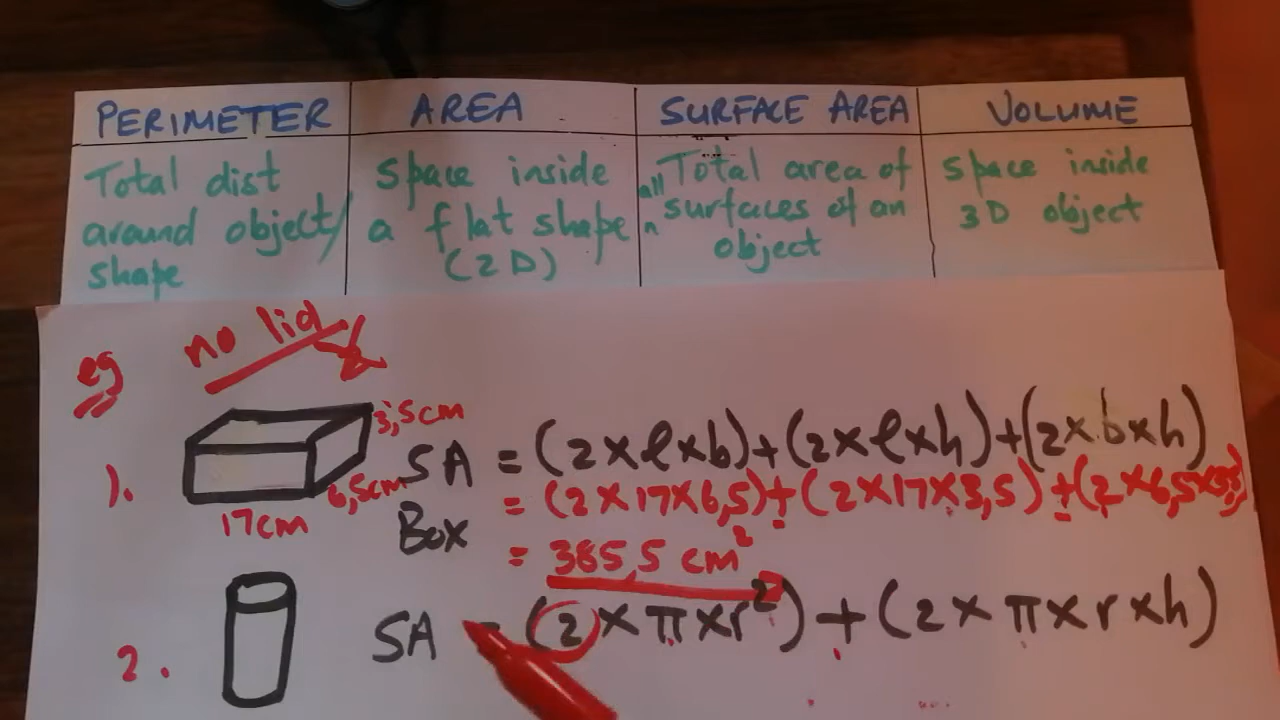 PERIMETER
AREA
SURFACE AREA
VOLUME
Total dist
around object/
shape
space inside
a flat shape
(2D)
all Total area of
surfaces of an
object
space inside
3D object
eg
no lid
3,5cm
6,5cm
17cm
1.
SA = (2×l×b)+(2×l×h)+(2×b×h)
Box
= (2×17×6,5)+(2×17×3,5)+(2×6,5×3,5)
= 385,5 cm²
2.
SA = (2×π×r²)+(2×π×r×h)